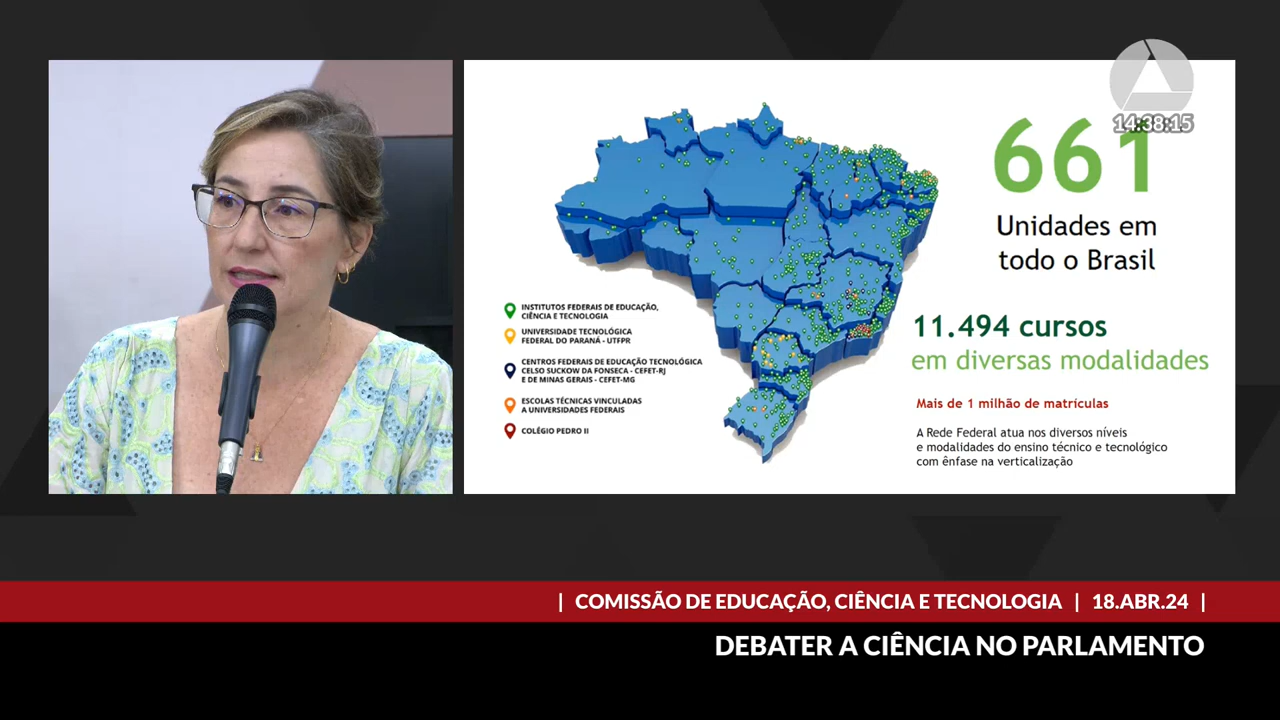 14:38:15
661
Unidades em
todo o Brasil
11.494 cursos
em diversas modalidades
Mais de 1 milhão de matrículas
A Rede Federal atua nos diversos níveis
e modalidades do ensino técnico e tecnológico
com ênfase na verticalização
INSTITUTOS FEDERAIS DE EDUCAÇÃO,
CIÊNCIA E TECNOLOGIA
UNIVERSIDADE TECNOLÓGICA
FEDERAL DO PARANÁ - UTFPR
CENTROS FEDERAIS DE EDUCAÇÃO TECNOLÓGICA
CELSO SUCKOW DA FONSECA - CEFET-RJ
E DE MINAS GERAIS - CEFET-MG
ESCOLAS TÉCNICAS VINCULADAS
A UNIVERSIDADES FEDERAIS
COLÉGIO PEDRO II
| COMISSÃO DE EDUCAÇÃO, CIÊNCIA E TECNOLOGIA | 18.ABR.24 |
DEBATER A CIÊNCIA NO PARLAMENTO